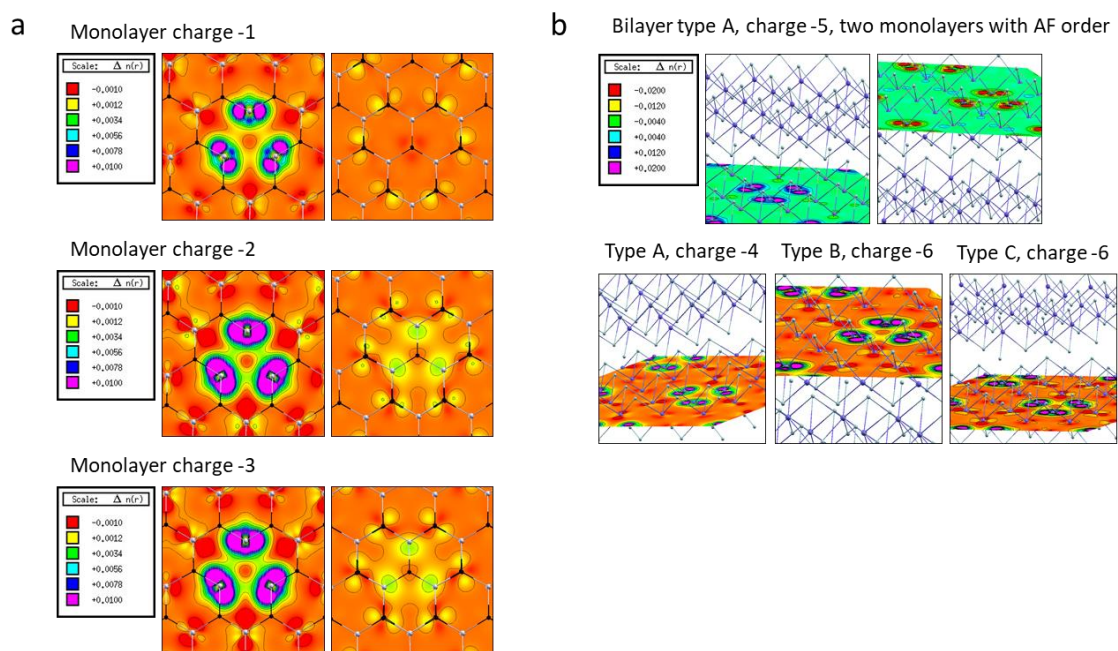 a
Monolayer charge -1
Scale: Δ n(r)
-0.0010
+0.0012
+0.0034
+0.0056
+0.0078
+0.0100
Monolayer charge -2
Scale: Δ n(r)
-0.0010
+0.0012
+0.0034
+0.0056
+0.0078
+0.0100
Monolayer charge -3
Scale: Δ n(r)
-0.0010
+0.0012
+0.0034
+0.0056
+0.0078
+0.0100
b
Bilayer type A, charge -5, two monolayers with AF order
Scale: Δ n(r)
-0.0200
-0.0120
-0.0040
+0.0040
+0.0120
+0.0200
Type A, charge -4
Type B, charge -6
Type C, charge -6